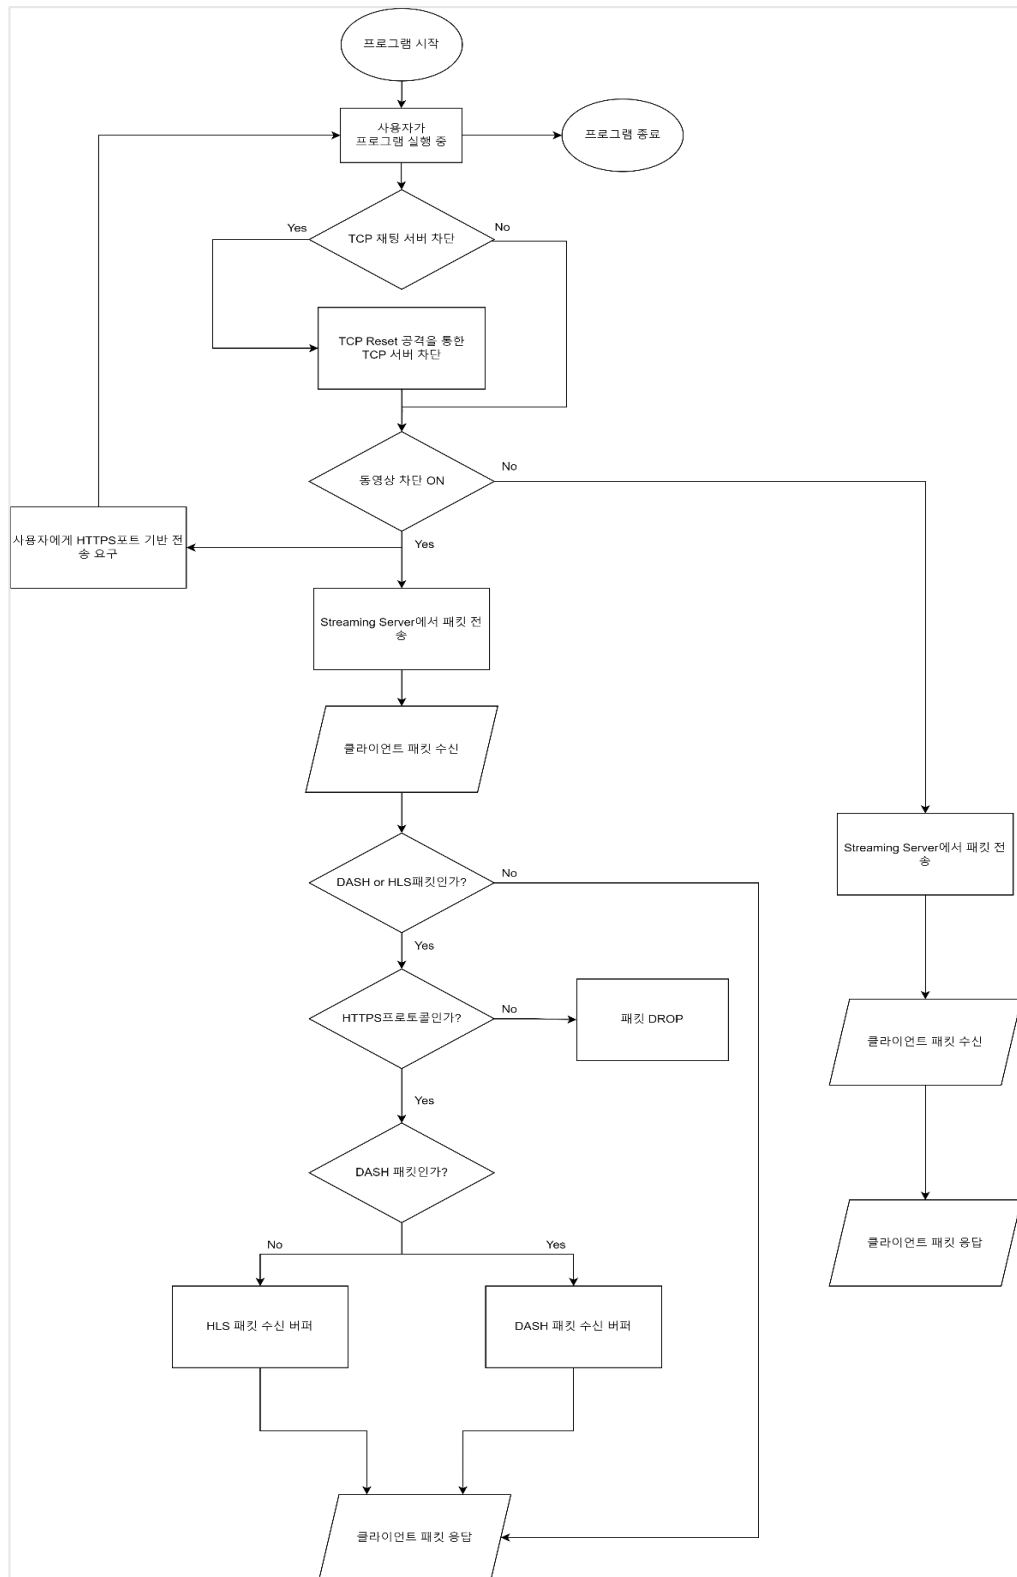 프로그램 시작
사용자가
프로그램 실행 중
프로그램 종료
Yes
TCP 채팅 서버 차단
No
TCP Reset 공격을 통한
TCP 서버 차단
동영상 차단 ON
No
Yes
사용자에게 HTTPS포트 기반 전
송 요구
Streaming Server에서 패킷 전
송
클라이언트 패킷 수신
DASH or HLS패킷인가?
No
Yes
Streaming Server에서 패킷 전
송
HTTPS프로토콜인가?
No
패킷 DROP
클라이언트 패킷 수신
Yes
DASH 패킷인가?
No
Yes
클라이언트 패킷 응답
HLS 패킷 수신 버퍼
DASH 패킷 수신 버퍼
클라이언트 패킷 응답